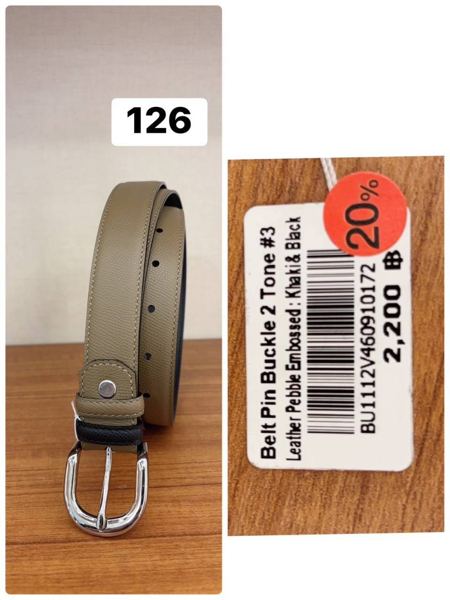 126
20%
Belt Pin Buckle 2 Tone #3
Leather Pebble Embossed : Khaki & Black
BU1112V460910172
2,200 ฿